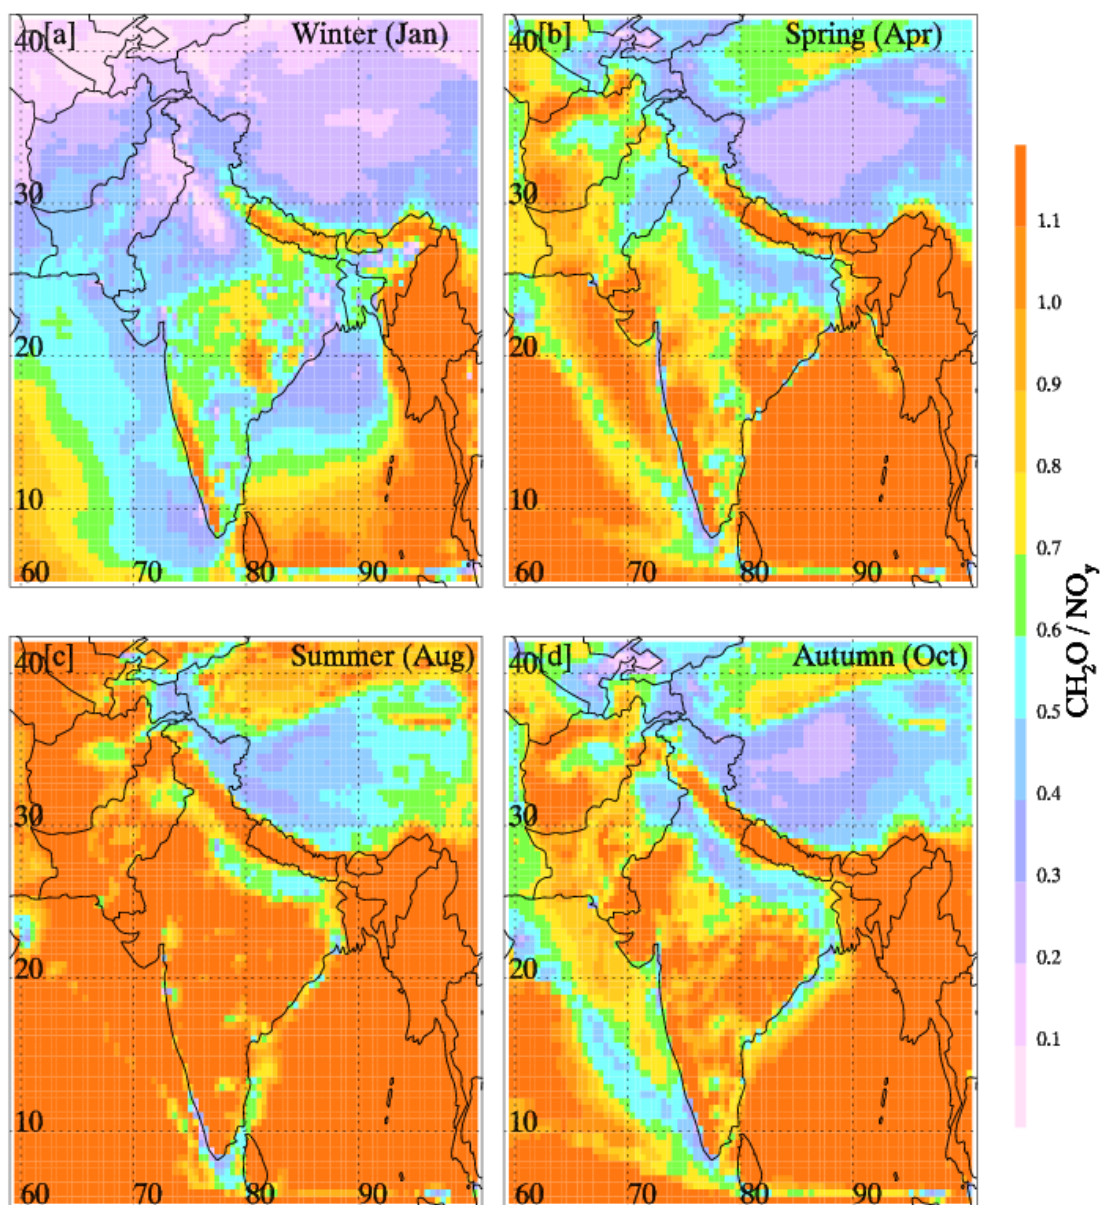 40 [a] Winter (Jan)
30
20
10
60 70 80 90
40 [b] Spring (Apr)
30
20
10
60 70 80 90
40 [c] Summer (Aug)
30
20
10
60 70 80 90
40 [d] Autumn (Oct)
30
20
10
60 70 80 90
1.1
1.0
0.9
0.8
0.7
0.6
0.5
0.4
0.3
0.2
0.1
CH₂O / NOy